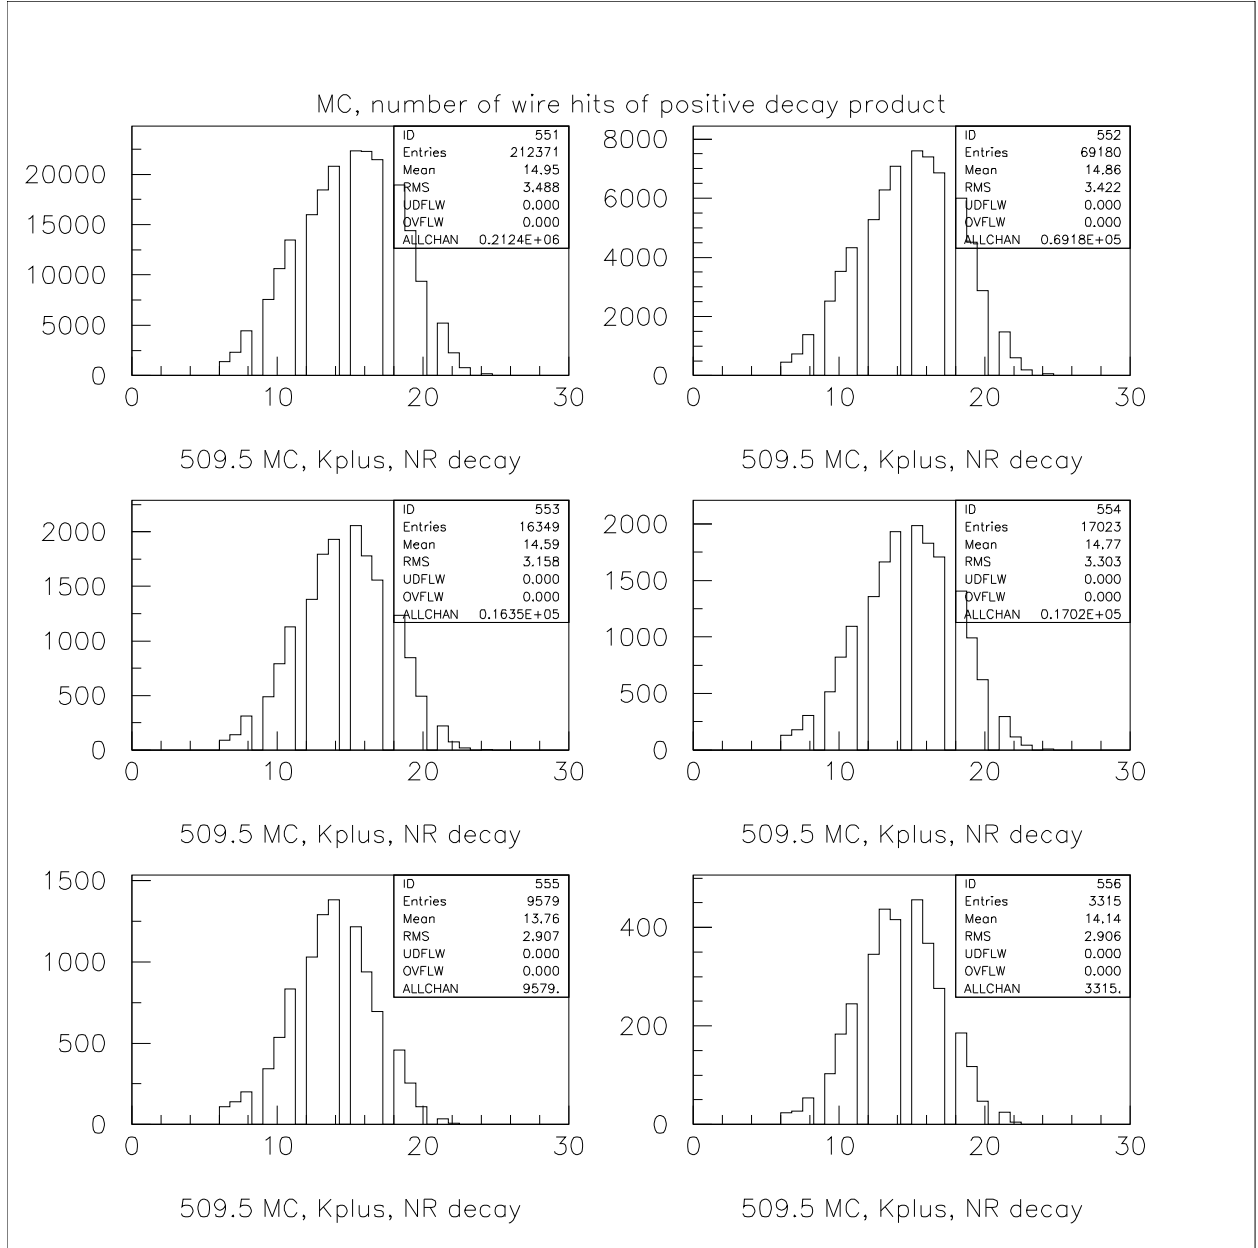 MC, number of wire hits of positive decay product
ID 551
Entries 212371
Mean 14.95
RMS 3.488
UDFLW 0.000
OVFLW 0.000
ALLCHAN 0.2124E+06
20000
15000
10000
5000
0
0 10 20 30
509.5 MC, Kplus, NR decay
ID 552
Entries 69180
Mean 14.86
RMS 3.422
UDFLW 0.000
OVFLW 0.000
ALLCHAN 0.6918E+05
8000
6000
4000
2000
0
0 10 20 30
509.5 MC, Kplus, NR decay
ID 553
Entries 16349
Mean 14.59
RMS 3.158
UDFLW 0.000
OVFLW 0.000
ALLCHAN 0.1635E+05
2000
1500
1000
500
0
0 10 20 30
509.5 MC, Kplus, NR decay
ID 554
Entries 17023
Mean 14.77
RMS 3.303
UDFLW 0.000
OVFLW 0.000
ALLCHAN 0.1702E+05
2000
1500
1000
500
0
0 10 20 30
509.5 MC, Kplus, NR decay
ID 555
Entries 9579
Mean 13.76
RMS 2.907
UDFLW 0.000
OVFLW 0.000
ALLCHAN 9579.
1500
1000
500
0
0 10 20 30
509.5 MC, Kplus, NR decay
ID 556
Entries 3315
Mean 14.14
RMS 2.906
UDFLW 0.000
OVFLW 0.000
ALLCHAN 3315.
400
200
0
0 10 20 30
509.5 MC, Kplus, NR decay